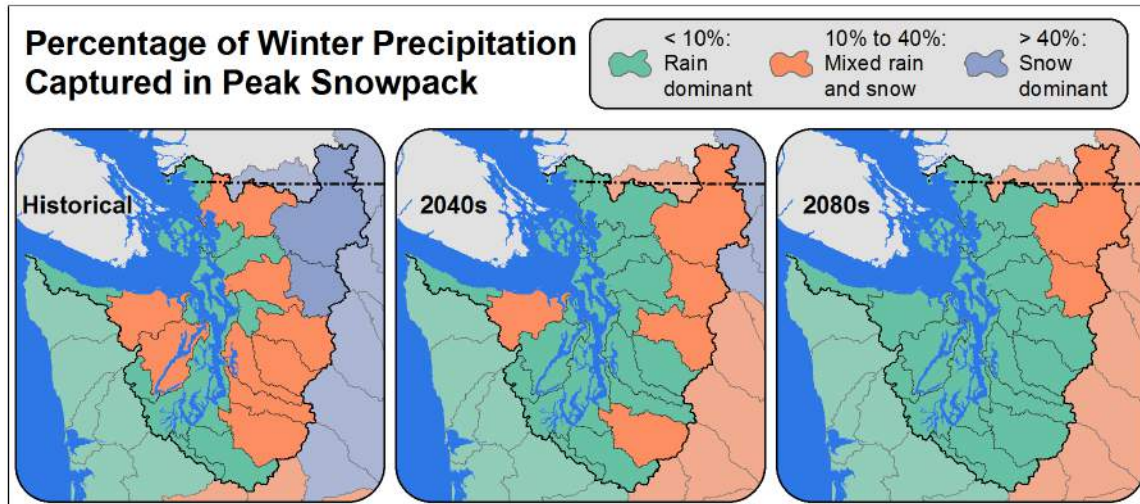 Percentage of Winter Precipitation
Captured in Peak Snowpack
< 10%:
Rain
dominant
10% to 40%:
Mixed rain
and snow
> 40%:
Snow
dominant
Historical
2040s
2080s